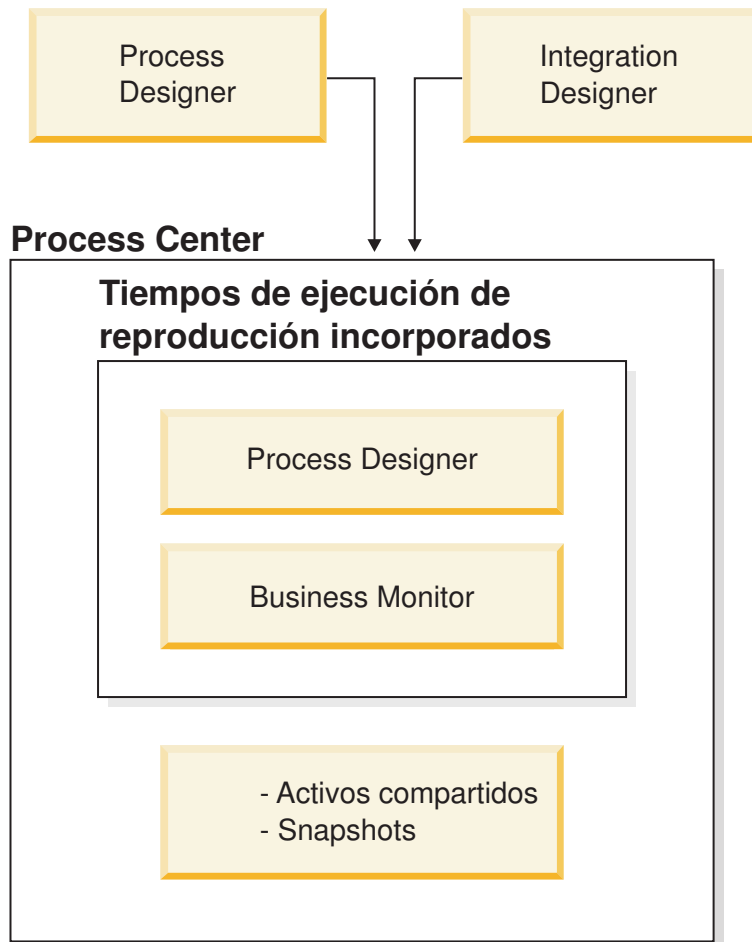 Process
Designer
Integration
Designer
Process Center
Tiempos de ejecución de
reproducción incorporados
Process Designer
Business Monitor
- Activos compartidos
- Snapshots